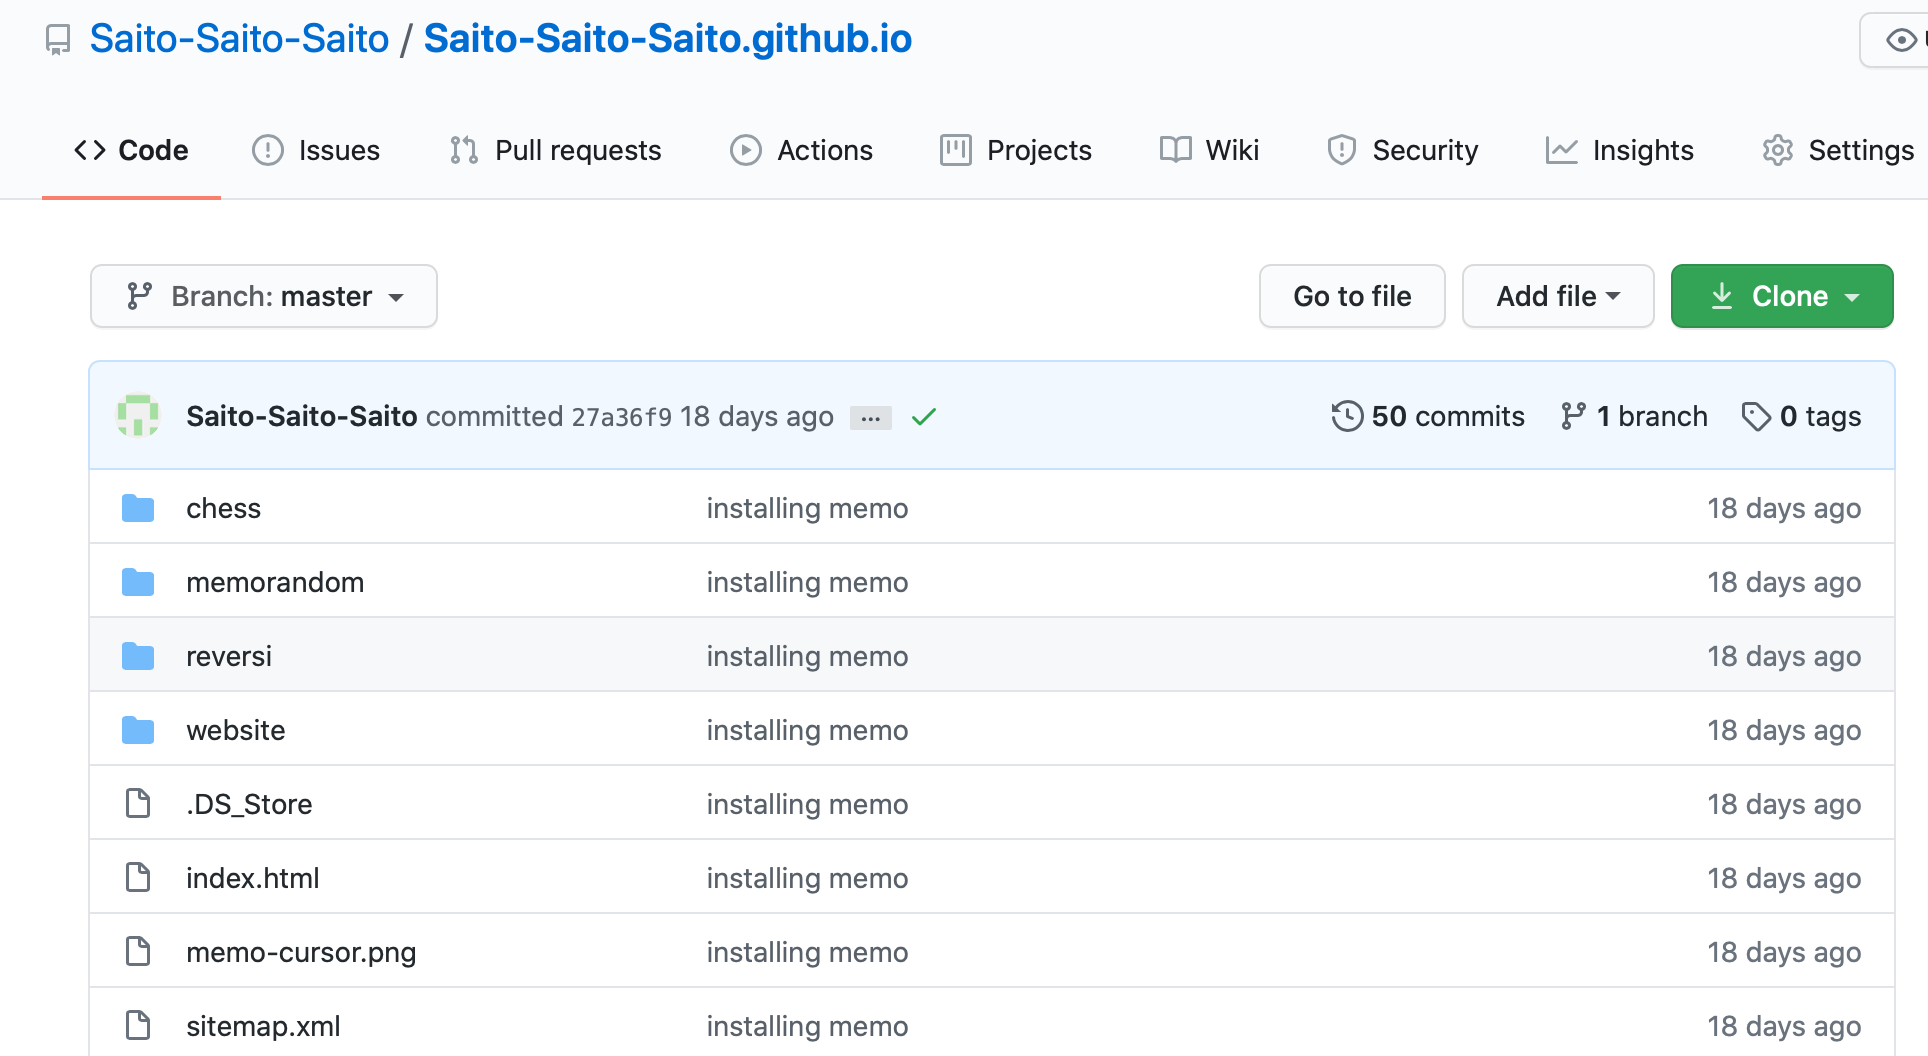 Saito-Saito-Saito / Saito-Saito-Saito.github.io
Code Issues Pull requests Actions Projects Wiki Security Insights Settings
Branch: master Go to file Add file Clone
Saito-Saito-Saito committed 27a36f9 18 days ago ... 50 commits 1 branch 0 tags
chess installing memo 18 days ago
memorandom installing memo 18 days ago
reversi installing memo 18 days ago
website installing memo 18 days ago
.DS_Store installing memo 18 days ago
index.html installing memo 18 days ago
memo-cursor.png installing memo 18 days ago
sitemap.xml installing memo 18 days ago